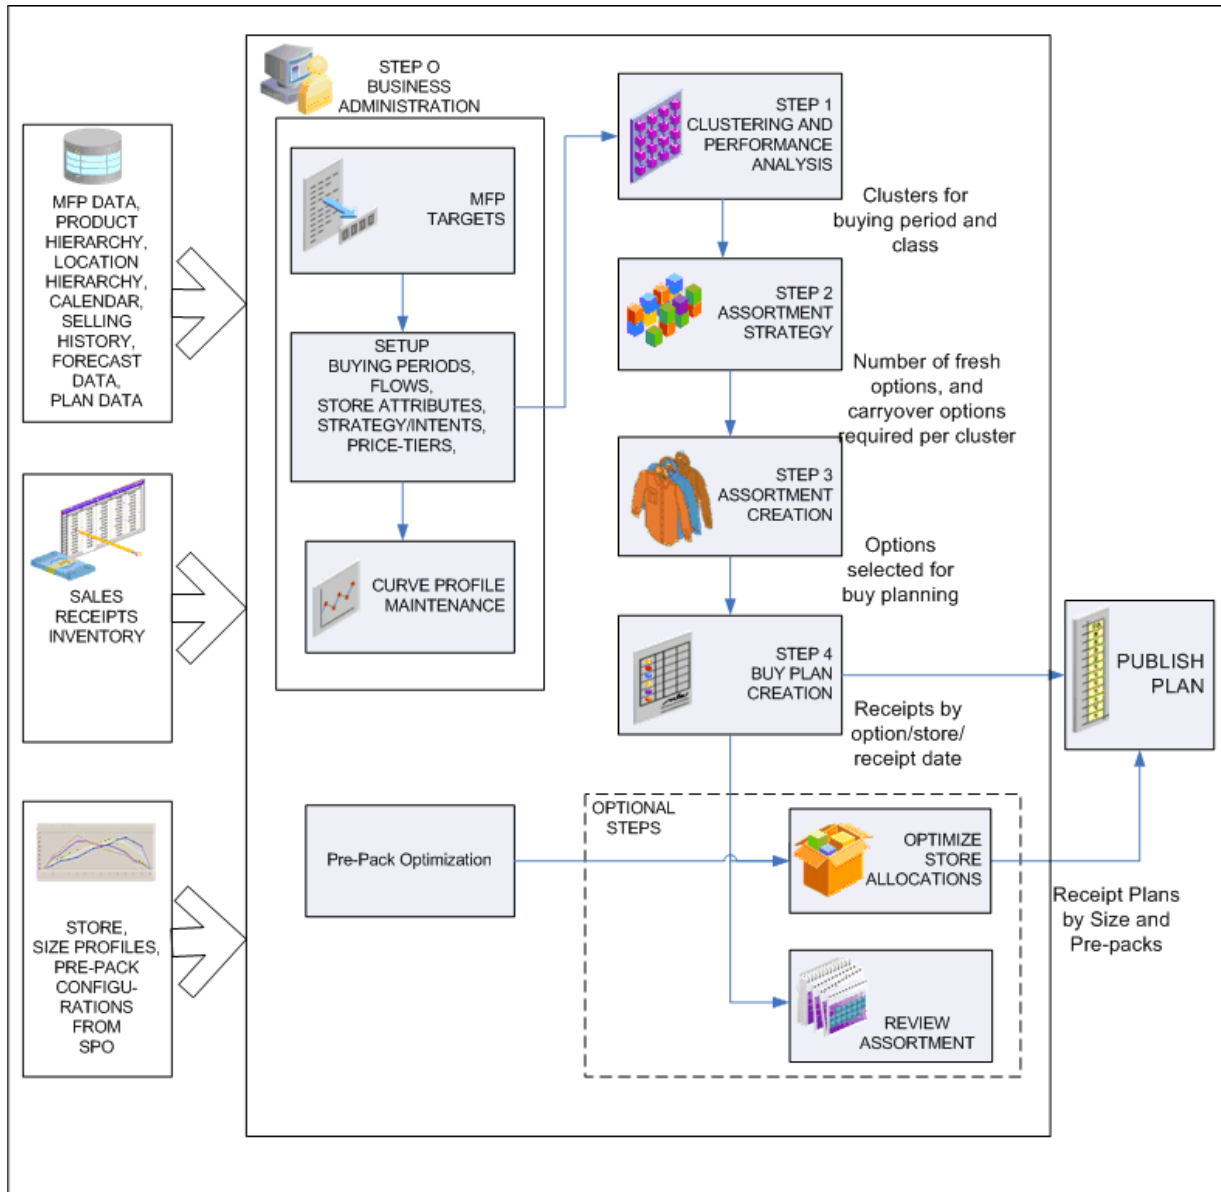 STEP O
BUSINESS
ADMINISTRATION
MFP DATA,
PRODUCT
HIERARCHY,
LOCATION
HIERARCHY,
CALENDAR,
SELLING
HISTORY,
FORECAST
DATA,
PLAN DATA
SALES
RECEIPTS
INVENTORY
STORE,
SIZE PROFILES,
PRE-PACK
CONFIGU-
RATIONS
FROM
SPO
MFP
TARGETS
SETUP
BUYING PERIODS,
FLOWS,
STORE ATTRIBUTES,
STRATEGY/INTENTS,
PRICE-TIERS,
CURVE PROFILE
MAINTENANCE
Pre-Pack Optimization
STEP 1
CLUSTERING AND
PERFORMANCE
ANALYSIS
Clusters for
buying period and
class
STEP 2
ASSORTMENT
STRATEGY
Number of fresh
options, and
carryover options
required per cluster
STEP 3
ASSORTMENT
CREATION
Options
selected for
buy planning
STEP 4
BUY PLAN
CREATION
Receipts by
option/store/
receipt date
OPTIONAL
STEPS
OPTIMIZE
STORE
ALLOCATIONS
REVIEW
ASSORTMENT
PUBLISH
PLAN
Receipt Plans
by Size and
Pre-packs